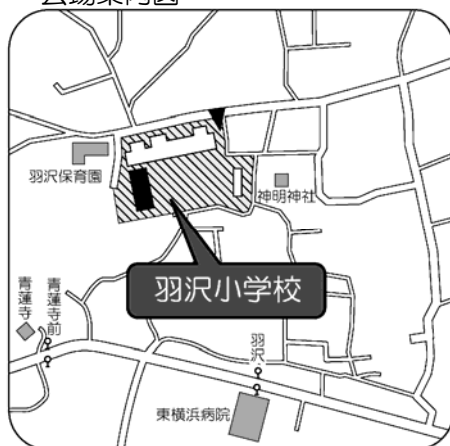 会場案内図
羽沢保育園
神明神社
羽沢小学校
青蓮寺
青蓮寺前
羽沢
東横浜病院